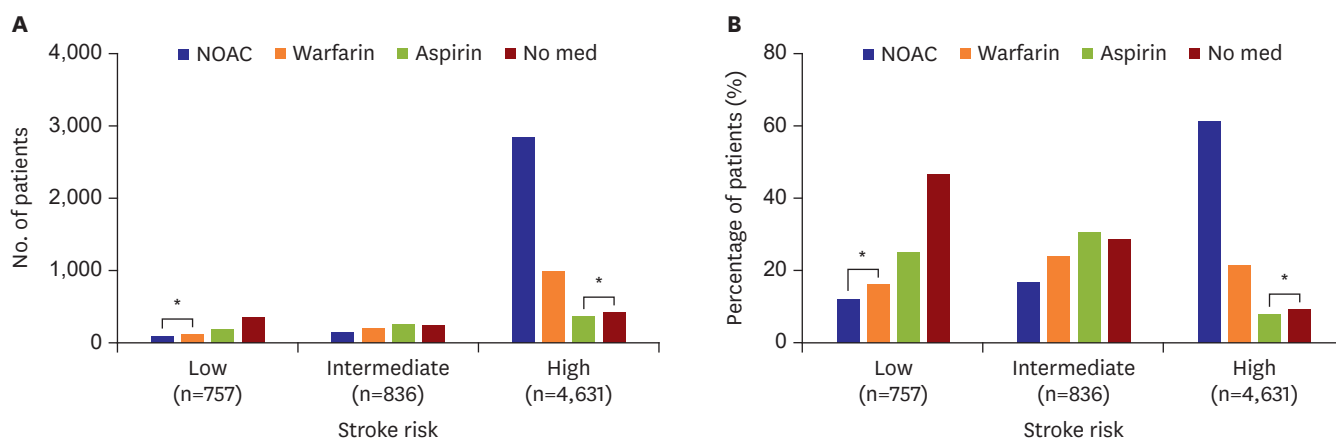 A
NOAC Warfarin Aspirin No med
No. of patients
4,000
3,000
2,000
1,000
0
*
*
Low
(n=757)
Intermediate
(n=836)
High
(n=4,631)
Stroke risk
B
NOAC Warfarin Aspirin No med
Percentage of patients (%)
80
60
40
20
0
*
*
Low
(n=757)
Intermediate
(n=836)
High
(n=4,631)
Stroke risk